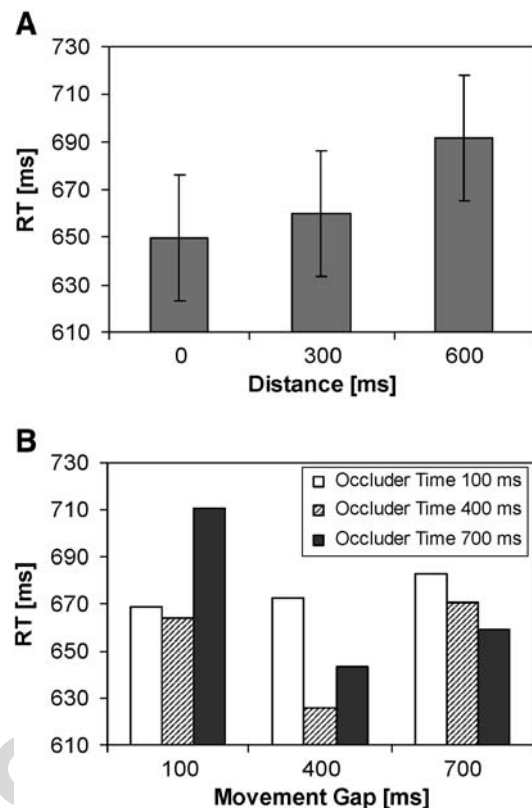 A
730
710
690
670
650
630
610
RT [ms]
0 300 600
Distance [ms]
B
730
710
690
670
650
630
610
RT [ms]
Occluder Time 100 ms
Occluder Time 400 ms
Occluder Time 700 ms
100 400 700
Movement Gap [ms]